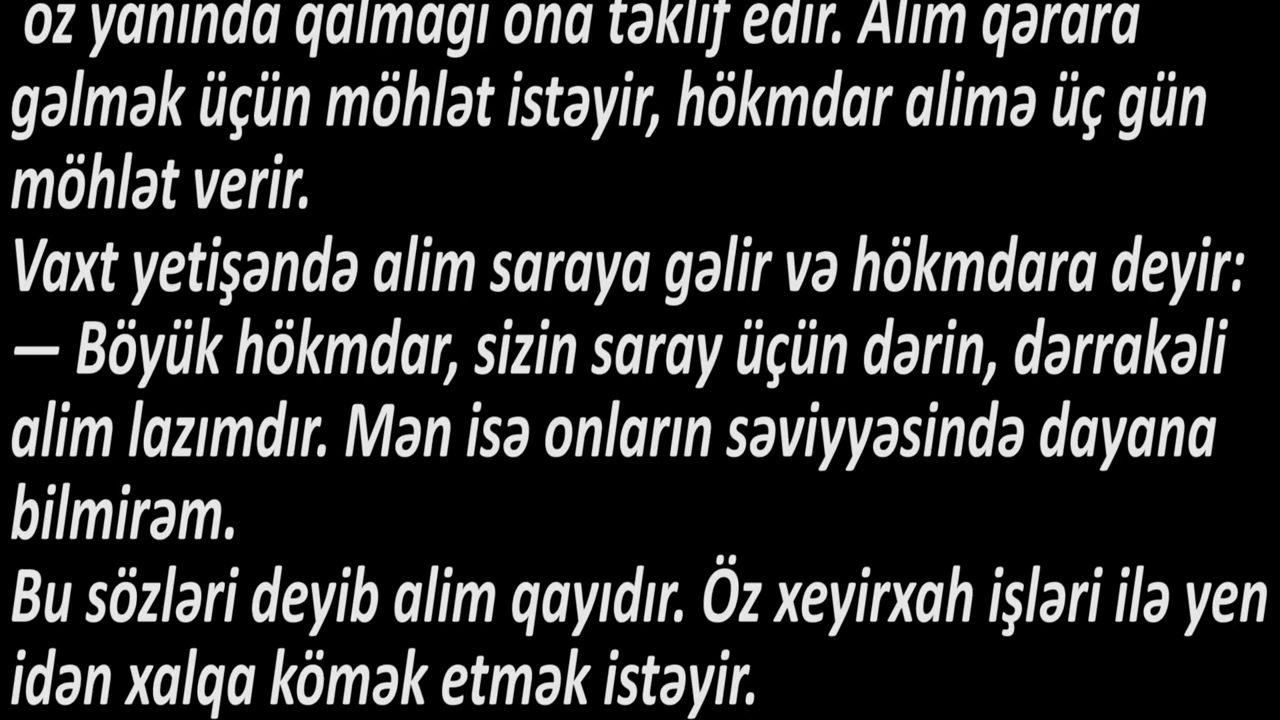 öz yanında qalmağı ona təklif edir. Alim qərara
gəlmək üçün möhlət istəyir, hökmdar alimə üç gün
möhlət verir.
Vaxt yetişəndə alim saraya gəlir və hökmdara deyir:
— Böyük hökmdar, sizin saray üçün dərin, dərrakəli
alim lazımdır. Mən isə onların səviyyəsində dayana
bilmirəm.
Bu sözləri deyib alim qayıdır. Öz xeyirxah işləri ilə yen
idən xalqa kömək etmək istəyir.